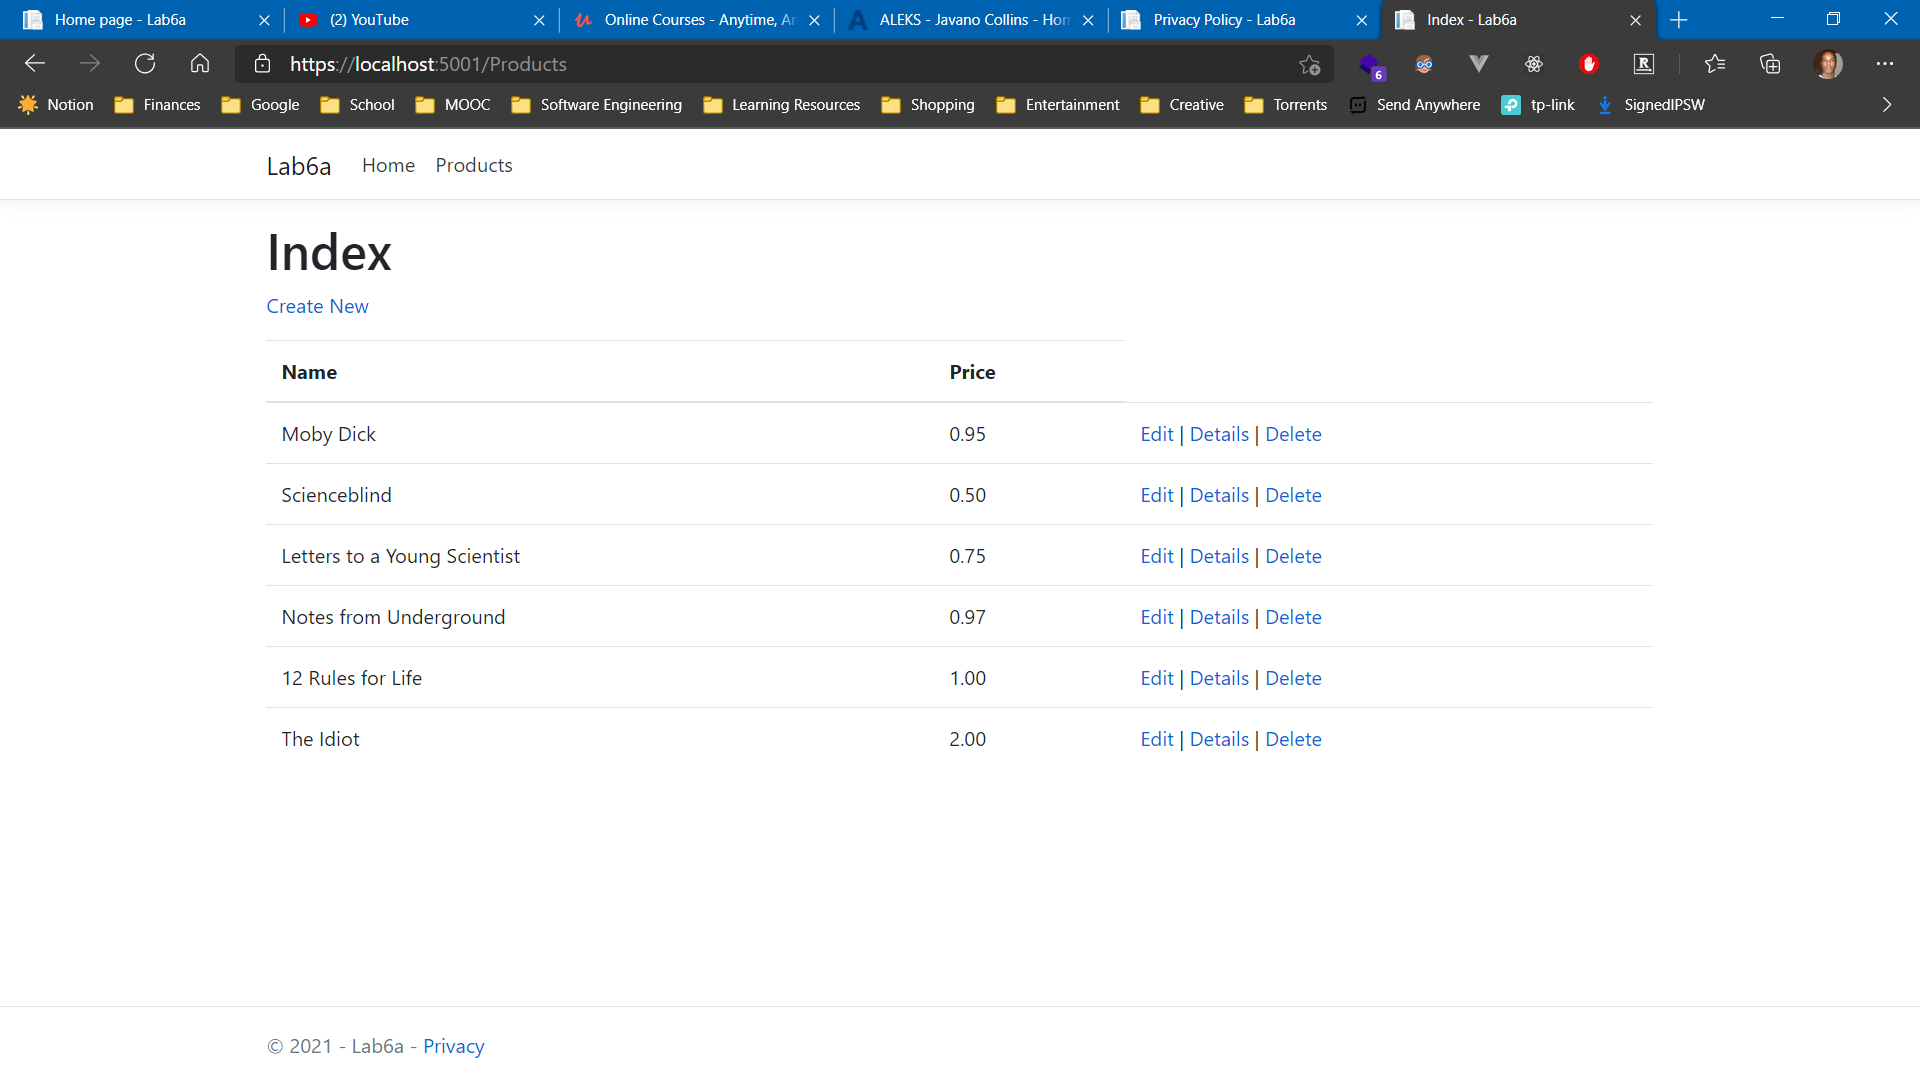 Home page - Lab6a
(2) YouTube
Online Courses - Anytime, An
ALEKS - Javano Collins - Hom
Privacy Policy - Lab6a
Index - Lab6a
https://localhost:5001/Products
6
Notion Finances Google School MOOC Software Engineering Learning Resources Shopping Entertainment Creative Torrents Send Anywhere tp-link SignedIPSW
Lab6a Home Products
Index
Create New
Name Price
Moby Dick 0.95 Edit | Details | Delete
Scienceblind 0.50 Edit | Details | Delete
Letters to a Young Scientist 0.75 Edit | Details | Delete
Notes from Underground 0.97 Edit | Details | Delete
12 Rules for Life 1.00 Edit | Details | Delete
The Idiot 2.00 Edit | Details | Delete
© 2021 - Lab6a - Privacy